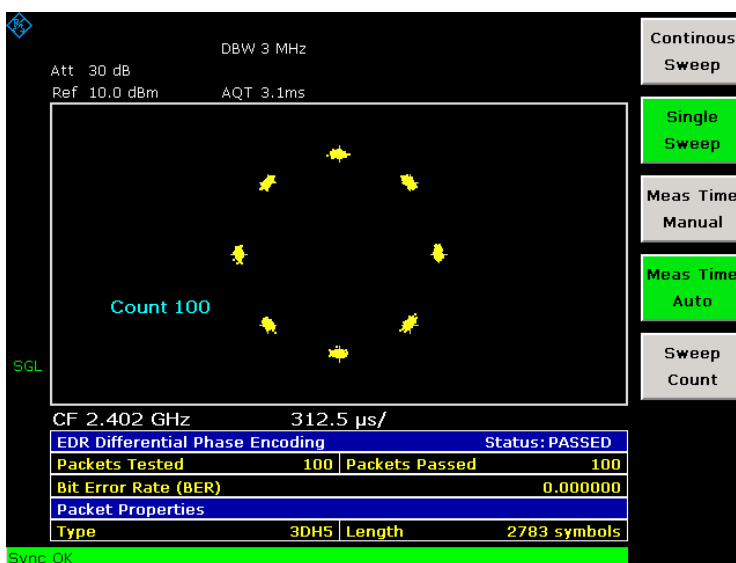 DBW 3 MHz
Att 30 dB
Ref 10.0 dBm AQT 3.1ms
Count 100
SGL
CF 2.402 GHz 312.5 µs/
EDR Differential Phase Encoding Status: PASSED
Packets Tested 100 Packets Passed 100
Bit Error Rate (BER) 0.000000
Packet Properties
Type 3DH5 Length 2783 symbols
Sync OK
Continous
Sweep
Single
Sweep
Meas Time
Manual
Meas Time
Auto
Sweep
Count